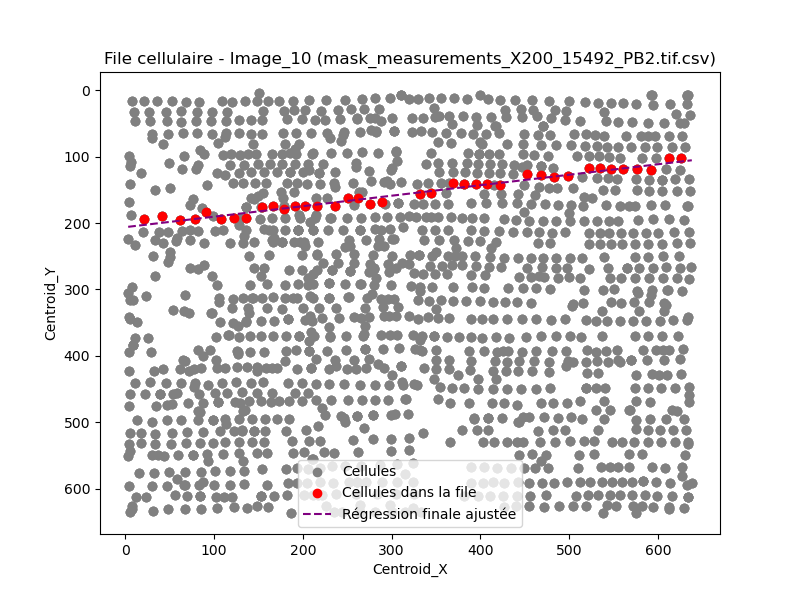 File cellulaire - Image_10 (mask_measurements_X200_15492_PB2.tif.csv)
0
100
200
300
400
500
600
Centroid_Y
0 100 200 300 400 500 600
Centroid_X
Cellules
Cellules dans la file
Régression finale ajustée